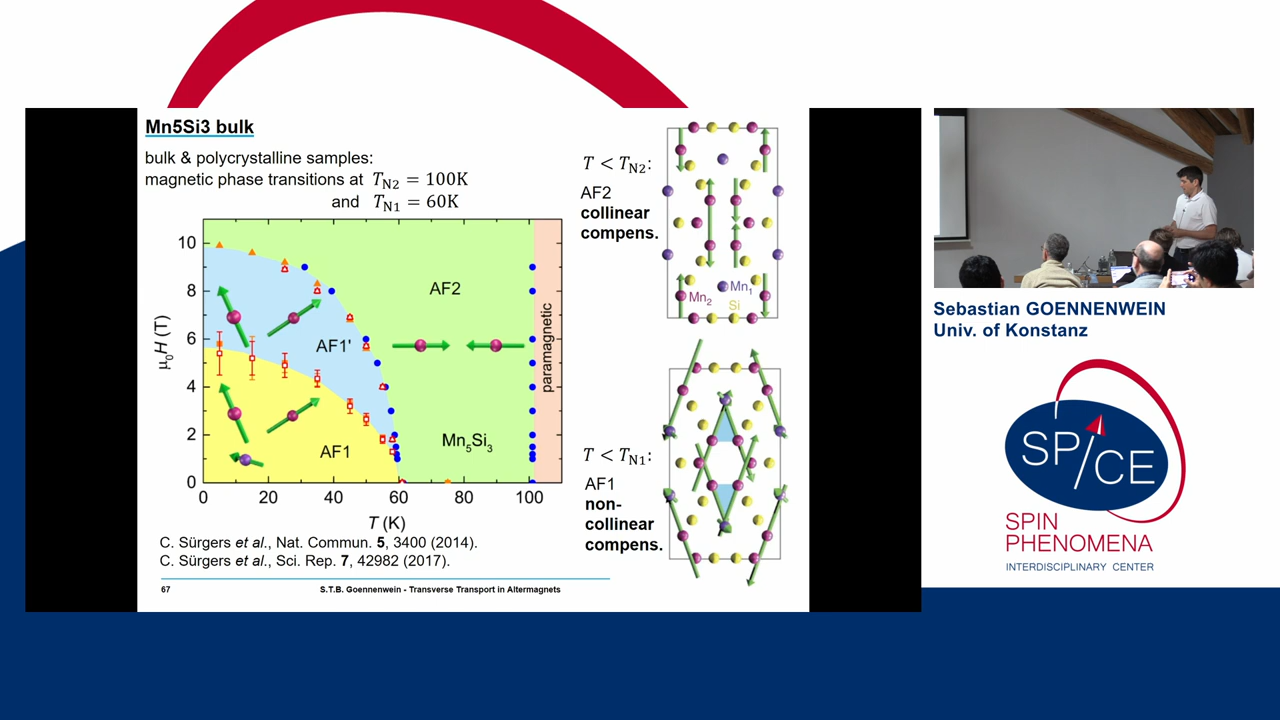 Mn5Si3 bulk
bulk & polycrystalline samples:
magnetic phase transitions at T_N2 = 100K
and T_N1 = 60K
μ0H (T)
10
8
6
4
2
0
0
20
40
60
80
100
T (K)
AF2
AF1'
AF1
Mn5Si3
paramagnetic
T < T_N2:
AF2
collinear
compens.
Mn2
Mn1
Si
T < T_N1:
AF1
non-
collinear
compens.
C. Sürgers et al., Nat. Commun. 5, 3400 (2014).
C. Sürgers et al., Sci. Rep. 7, 42982 (2017).
67
S.T.B. Goennenwein - Transverse Transport in Altermagnets
Sebastian GOENNENWEIN
Univ. of Konstanz
SPICE
SPIN
PHENOMENA
INTERDISCIPLINARY CENTER